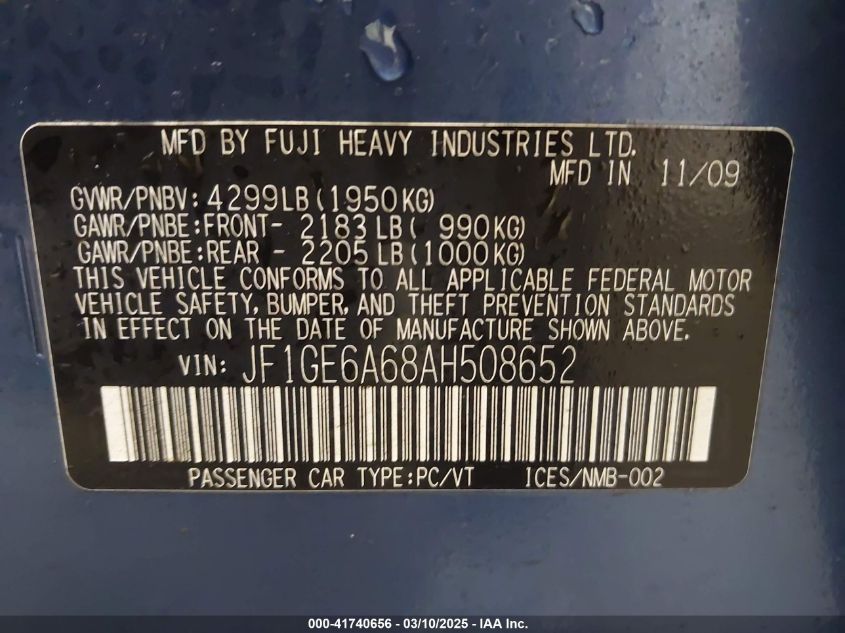 MFD BY FUJI HEAVY INDUSTRIES LTD.
MFD IN 11/09
GVWR/PNBV: 4299LB (1950KG)
GAWR/PNBE:FRONT- 2183LB ( 990KG)
GAWR/PNBE:REAR - 2205LB (1000KG)
THIS VEHICLE CONFORMS TO ALL APPLICABLE FEDERAL MOTOR
VEHICLE SAFETY, BUMPER, AND THEFT PREVENTION STANDARDS
IN EFFECT ON THE DATE OF MANUFACTURE SHOWN ABOVE.
VIN: JF1GE6A68AH508652
PASSENGER CAR TYPE:PC/VT ICES/NMB-002
000-41740656 - 03/10/2025 - IAA Inc.